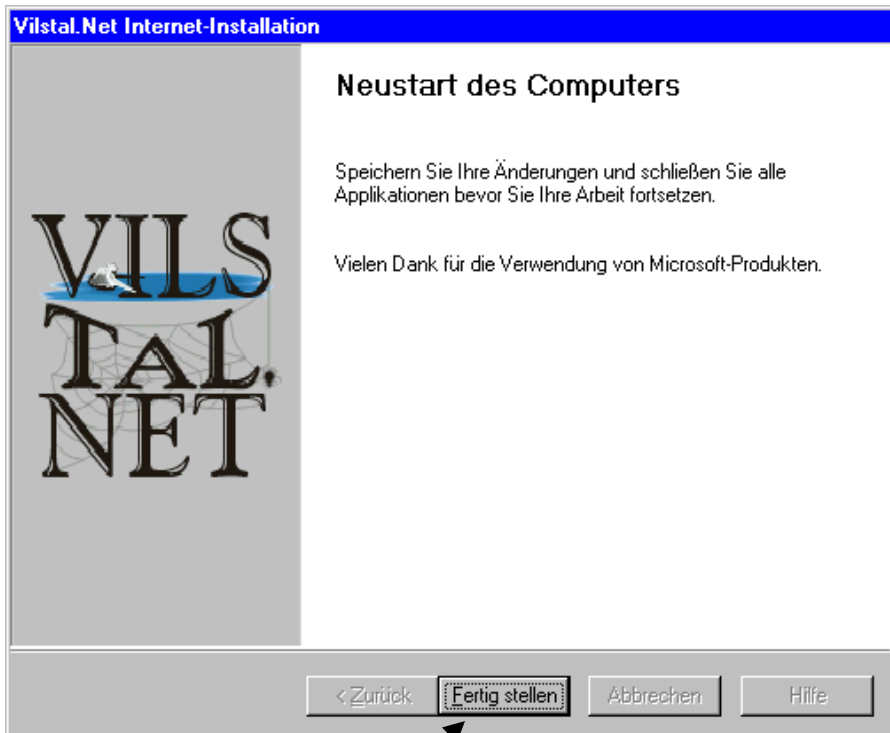 Vilstal.Net Internet-Installation
VILS
TAL.
NET
Neustart des Computers
Speichern Sie Ihre Änderungen und schließen Sie alle
Applikationen bevor Sie Ihre Arbeit fortsetzen.
Vielen Dank für die Verwendung von Microsoft-Produkten.
< Zurück Fertig stellen Abbrechen Hilfe